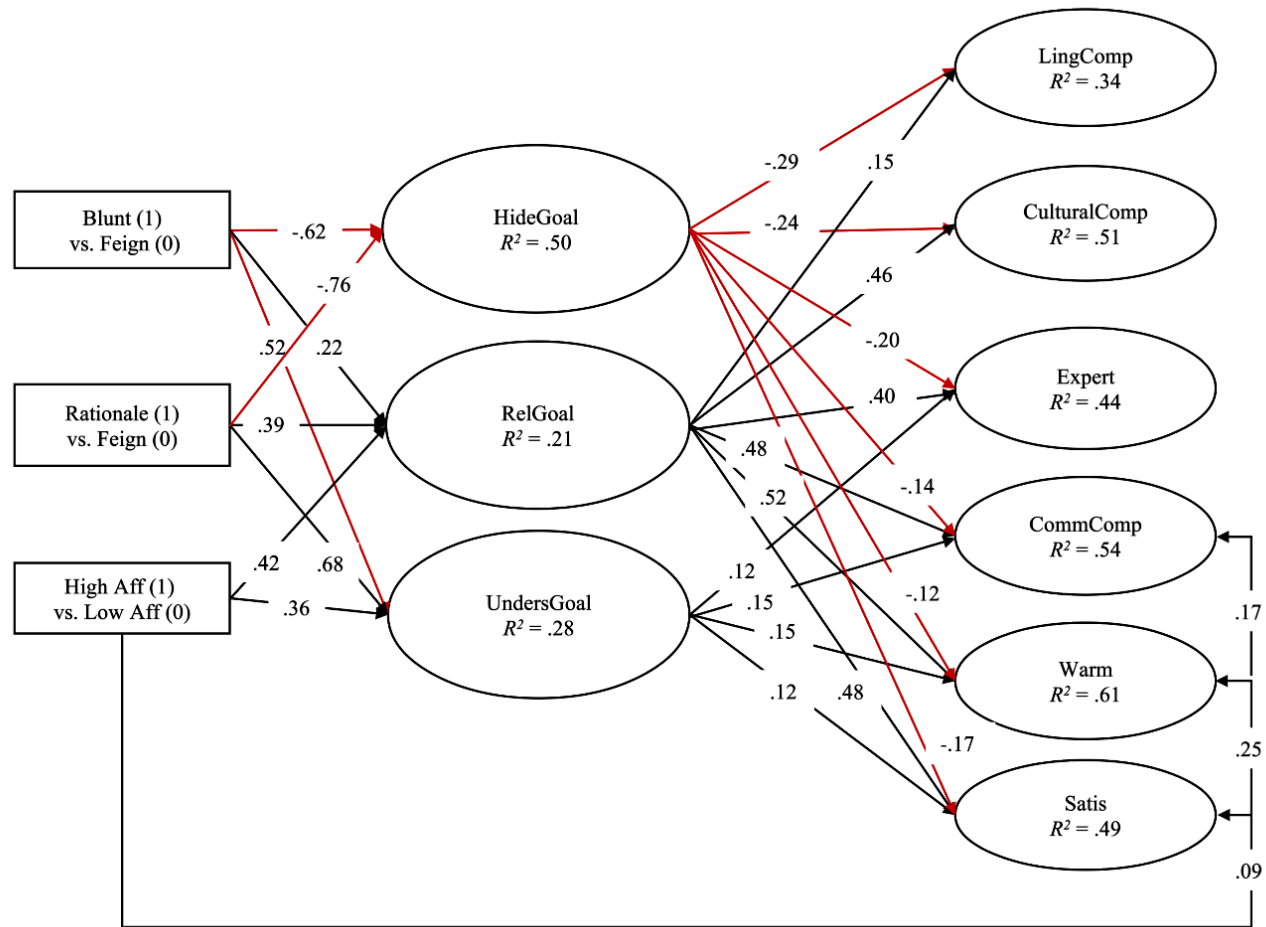 Blunt (1)
vs. Feign (0)
Rationale (1)
vs. Feign (0)
High Aff (1)
vs. Low Aff (0)
-.62
-.76
.52
.22
.39
.42
.68
.36
HideGoal
R² = .50
RelGoal
R² = .21
UndersGoal
R² = .28
-.29
.15
-.24
.46
-.20
.40
.48
-.14
.52
.12
.15
-.12
.15
.12
.48
-.17
LingComp
R² = .34
CulturalComp
R² = .51
Expert
R² = .44
CommComp
R² = .54
Warm
R² = .61
Satis
R² = .49
.17
.25
.09